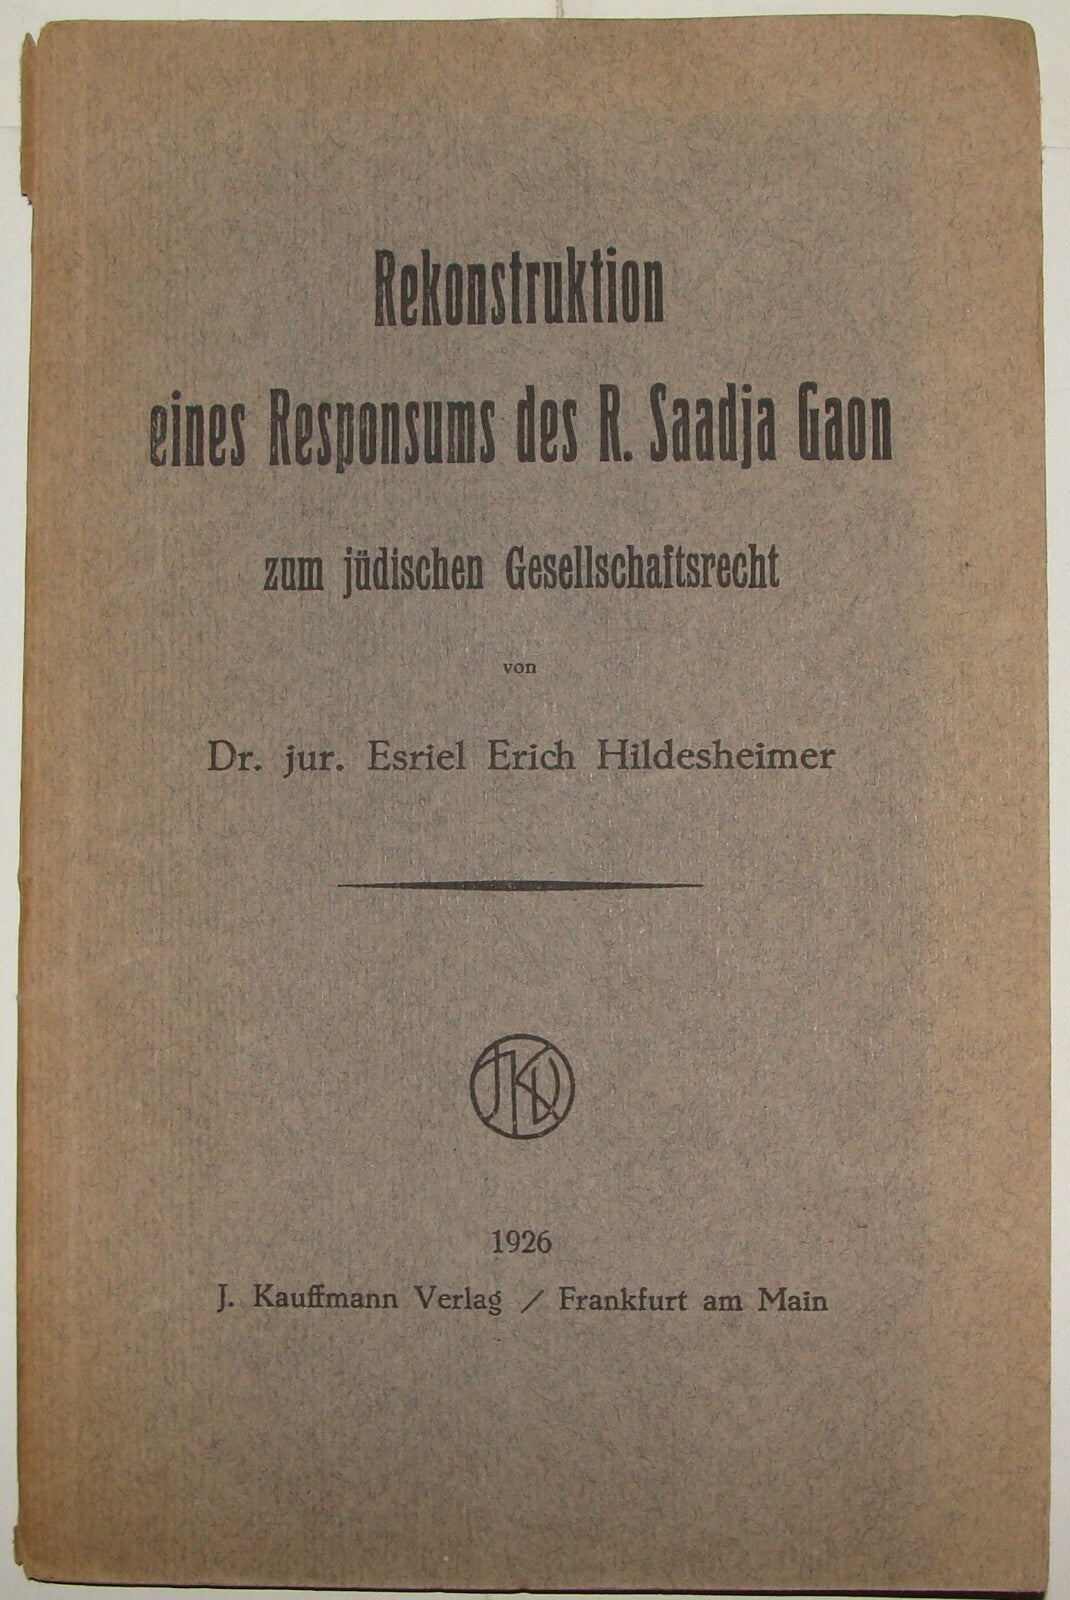 Rekonstruktion
eines Responsums des R. Saadja Gaon
zum jüdischen Gesellschaftsrecht
von
Dr. jur. Esriel Erich Hildesheimer
JKV
1926
J. Kauffmann Verlag / Frankfurt am Main